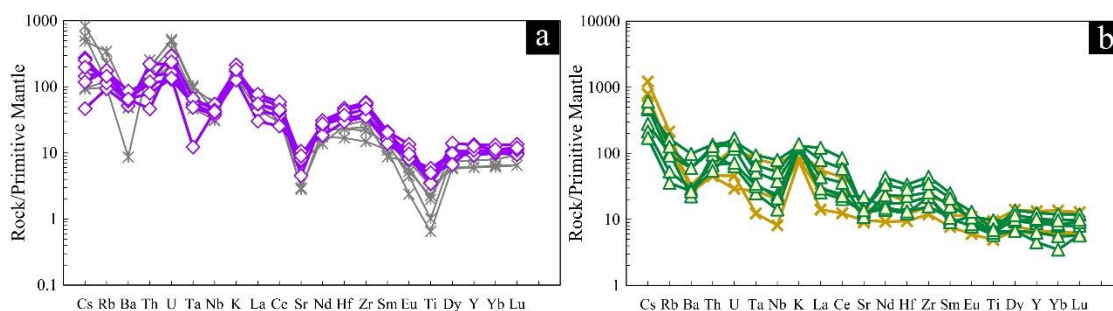 a
Rock/Primitive Mantle
1000
100
10
1
0.1
Cs Rb Ba Th U Ta Nb K La Ce Sr Nd Hf Zr Sm Eu Ti Dy Y Yb Lu
b
Rock/Primitive Mantle
10000
1000
100
10
1
Cs Rb Ba Th U Ta Nb K La Ce Sr Nd Hf Zr Sm Eu Ti Dy Y Yb Lu